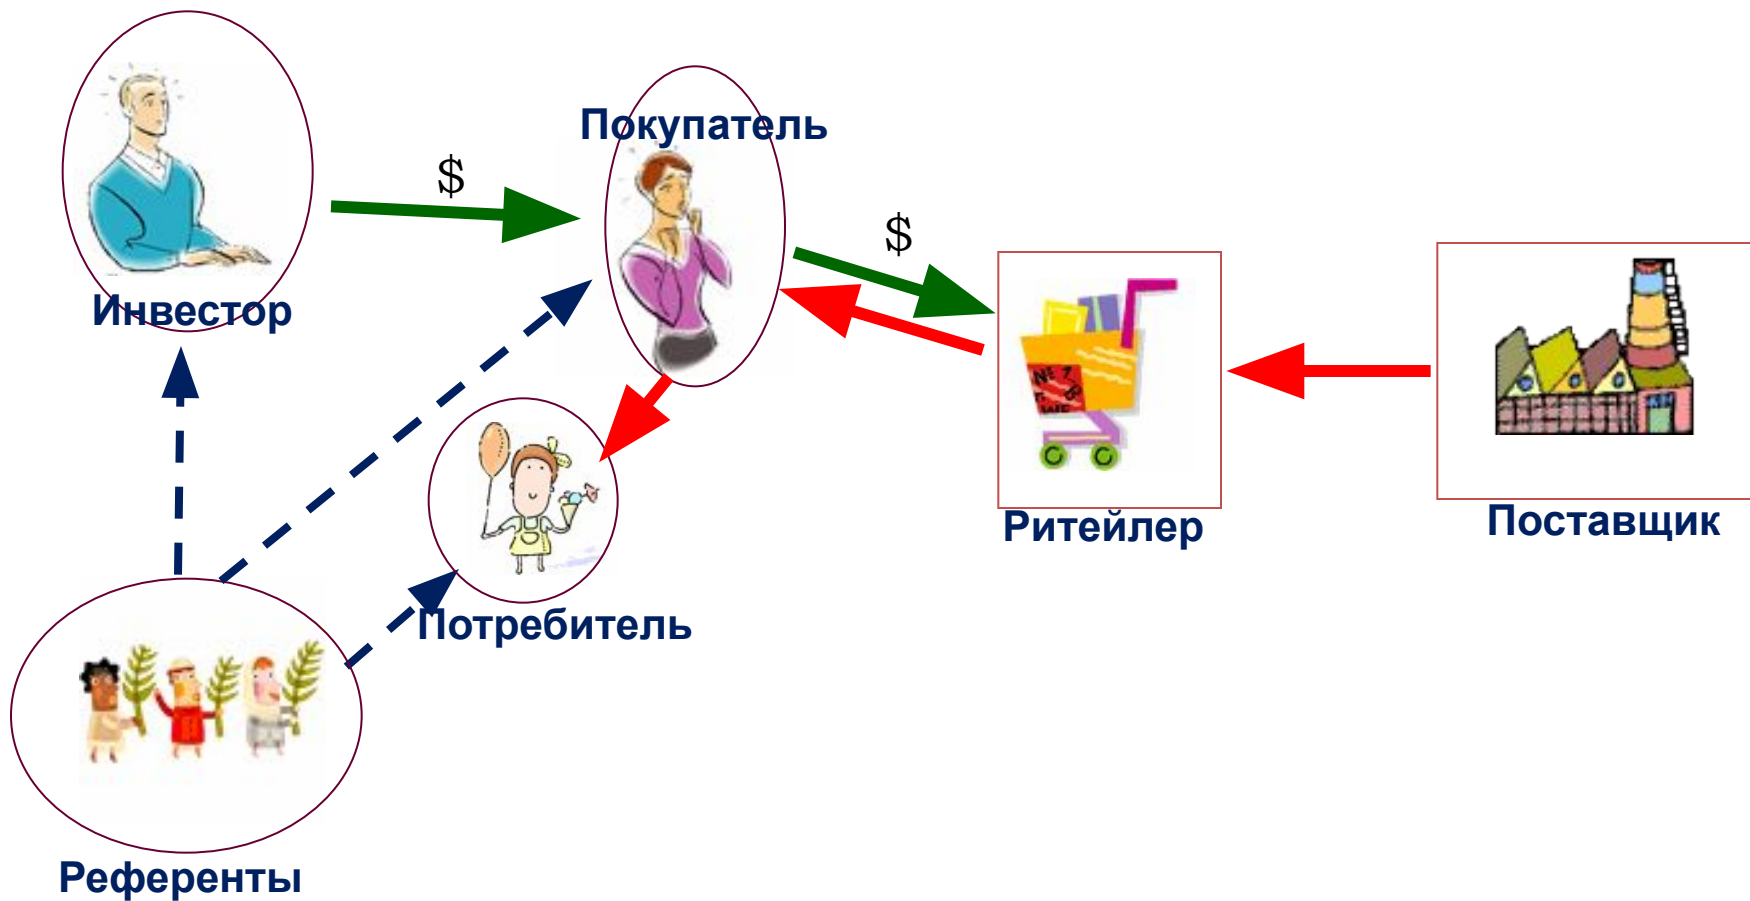 Покупатель
$
$
Инвестор
Ритейлер
Поставщик
Потребитель
Референты